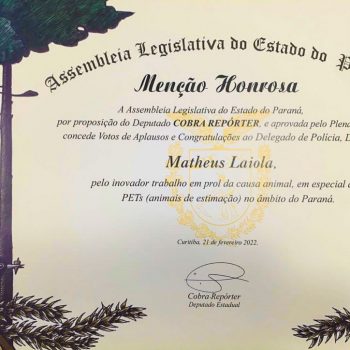 Assembleia Legislativa do Estado do P
Menção Honrosa
A Assembleia Legislativa do Estado do Paraná,
por proposição do Deputado COBRA REPÓRTER, e aprovada pelo Plen
concede Votos de Aplausos e Congratulações ao Delegado de Polícia, D
Matheus Laiola,
pelo inovador trabalho em prol da causa animal, em especial
PETs (animais de estimação) no âmbito do Paraná.
Curitiba, 21 de fevereiro 2022.
Cobra Repórter
Deputado Estadual